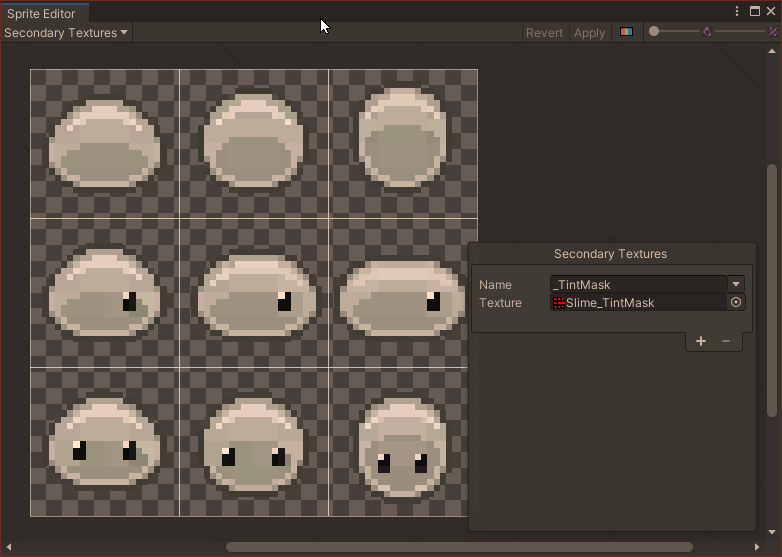 Sprite Editor
Secondary Textures
Revert
Apply
Secondary Textures
Name
_TintMask
Texture
Slime_TintMask